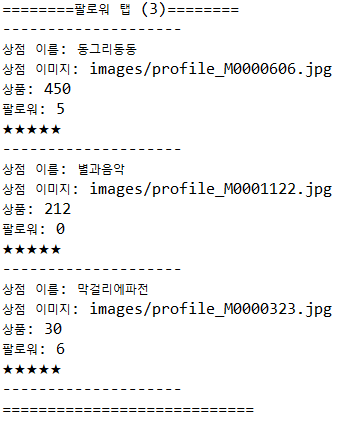 ========팔로워 탭 (3)========
--------------------
상점 이름: 동그리동동
상점 이미지: images/profile_M0000606.jpg
상품: 450
팔로워: 5
★★★★★
--------------------
상점 이름: 별과음악
상점 이미지: images/profile_M0001122.jpg
상품: 212
팔로워: 0
★★★★★
--------------------
상점 이름: 막걸리에파전
상점 이미지: images/profile_M0000323.jpg
상품: 30
팔로워: 6
★★★★★
--------------------
============================